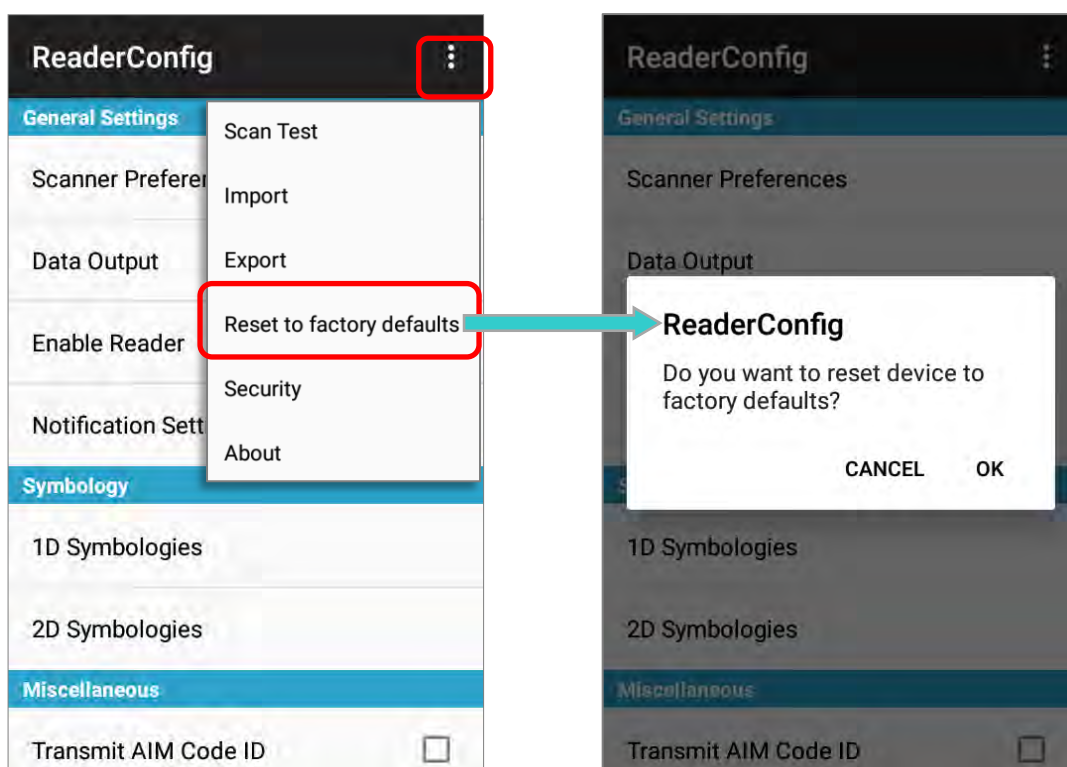 ReaderConfig
General Settings
Scan Test
Scanner Preferer
Import
Data Output
Export
Reset to factory defaults
Enable Reader
Security
Notification Sett
About
Symbology
1D Symbologies
2D Symbologies
Miscellaneous
Transmit AIM Code ID
ReaderConfig
General Settings
Scanner Preferences
Data Output
ReaderConfig
Do you want to reset device to
factory defaults?
CANCEL OK
S
1D Symbologies
2D Symbologies
Miscellaneous
Transmit AIM Code ID